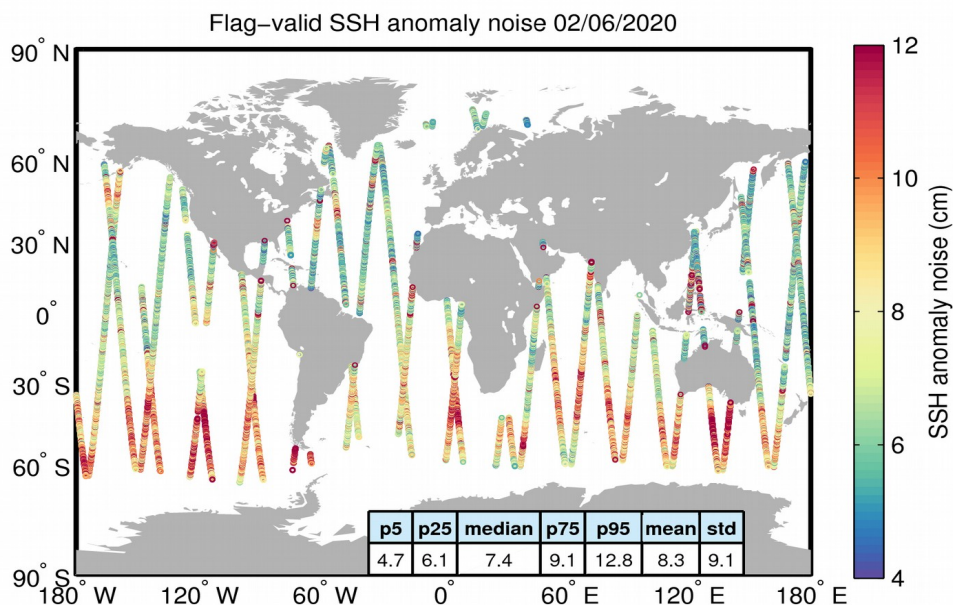 Flag–valid SSH anomaly noise 02/06/2020
90° N
60° N
30° N
0°
30° S
60° S
90° S
180° W
120° W
60° W
0°
60° E
120° E
180° E
12
10
8
6
4
SSH anomaly noise (cm)
p5 p25 median p75 p95 mean std
4.7 6.1 7.4 9.1 12.8 8.3 9.1